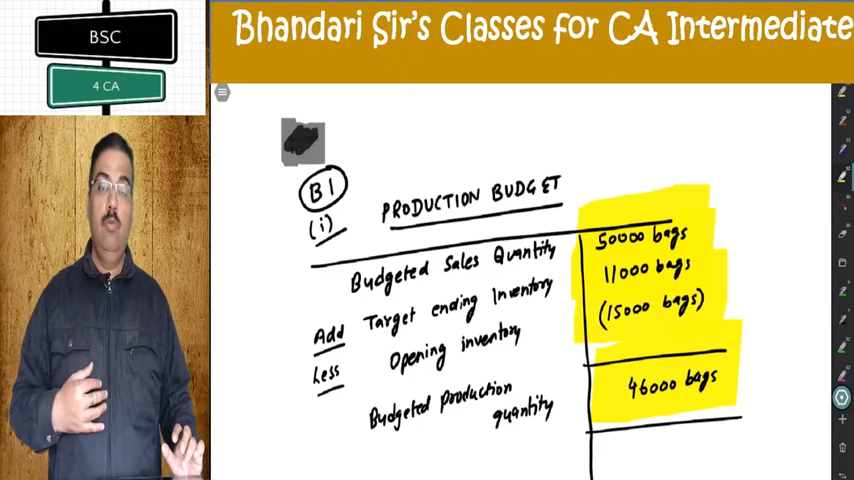 Bhandari Sir's Classes for CA Intermediate
BSC
4 CA
B1
(i)
PRODUCTION BUDGET
Budgeted Sales Quantity 50000 bags
Add Target ending Inventory 11000 bags
Less Opening inventory (15000 bags)
Budgeted production
quantity 46000 bags